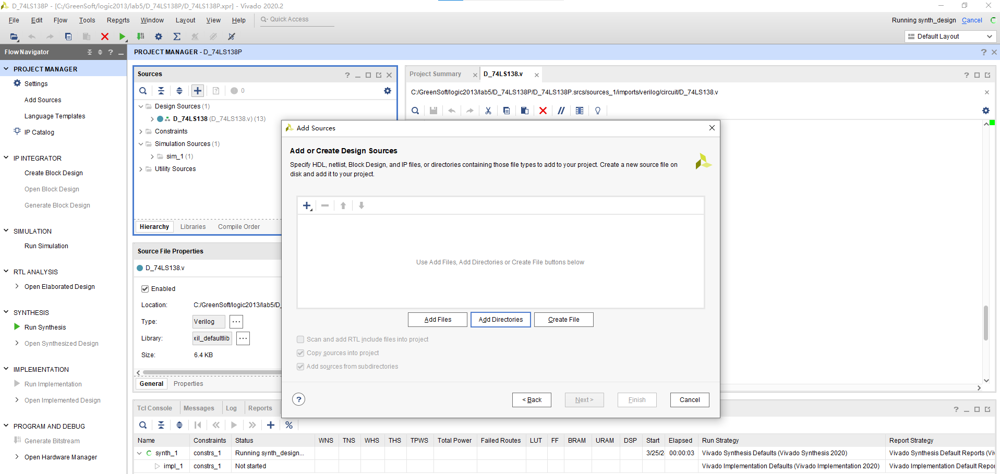 D_74LS138P - [C:/GreenSoft/logic2013/lab5/D_74LS138P/D_74LS138P.xpr] - Vivado 2020.2
File Edit Flow Tools Reports Window Layout View Help Quick Access
Running synth_design Cancel
Default Layout
Flow Navigator
PROJECT MANAGER
Settings
Add Sources
Language Templates
IP Catalog
IP INTEGRATOR
Create Block Design
Open Block Design
Generate Block Design
SIMULATION
Run Simulation
RTL ANALYSIS
Open Elaborated Design
SYNTHESIS
Run Synthesis
Open Synthesized Design
IMPLEMENTATION
Run Implementation
Open Implemented Design
PROGRAM AND DEBUG
Generate Bitstream
Open Hardware Manager
PROJECT MANAGER - D_74LS138P
Sources
0
Design Sources (1)
D_74LS138 (D_74LS138.v) (13)
Constraints
Simulation Sources (1)
sim_1 (1)
Utility Sources
Hierarchy Libraries Compile Order
Source File Properties
D_74LS138.v
Enabled
Location: C:/GreenSoft/logic2013/lab5/D_
Type: Verilog
Library: xil_defaultlib
Size: 6.4 KB
General Properties
Project Summary D_74LS138.v
C:/GreenSoft/logic2013/lab5/D_74LS138P/D_74LS138P.srcs/sources_1/imports/verilog/circuit/D_74LS138.v
Add Sources
Add or Create Design Sources
Specify HDL, netlist, Block Design, and IP files, or directories containing those file types to add to your project. Create a new source file on
disk and add it to your project.
Use Add Files, Add Directories or Create File buttons below
Add Files Add Directories Create File
Scan and add RTL include files into project
Copy sources into project
Add sources from subdirectories
? < Back Next > Finish Cancel
Tcl Console Messages Log Reports
Name Constraints Status WNS TNS WHS THS TPWS Total Power Failed Routes LUT FF BRAM URAM DSP Start Elapsed Run Strategy Report Strategy
synth_1 constrs_1 Running synth_design... 3/25/2 00:00:03 Vivado Synthesis Defaults (Vivado Synthesis 2020) Vivado Synthesis Default Reports (Vi
impl_1 constrs_1 Not started Vivado Implementation Defaults (Vivado Implementation 2020) Vivado Implementation Default Repor